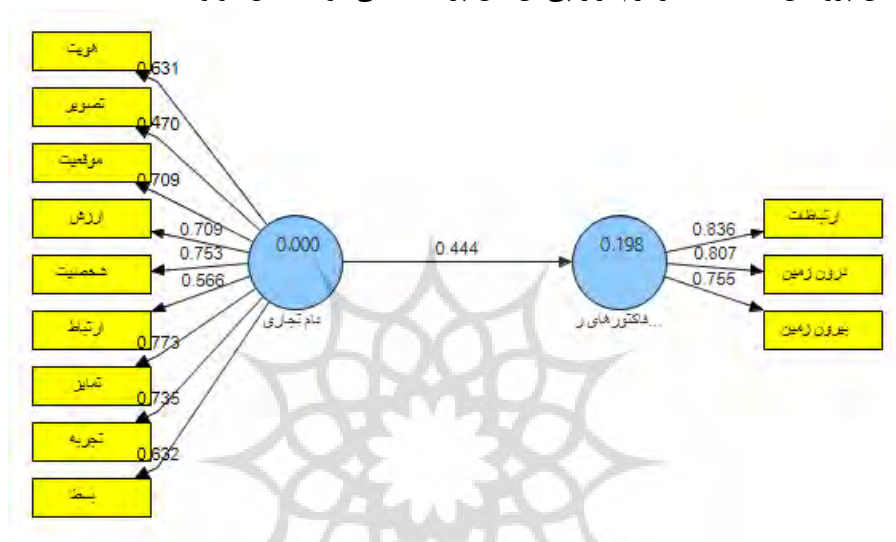 هویت
0.631
تصویر
0.470
موقعیت
0.709
ارزش
0.709
شخصیت
0.753
ارتباط
0.566
تمایز
0.773
تجربه
0.735
بسط
0.632
0.000
نام تجاری
0.444
0.198
فاکتورهای ر...
0.836
ارتباطات
0.807
درون زمین
0.755
بیرون زمین